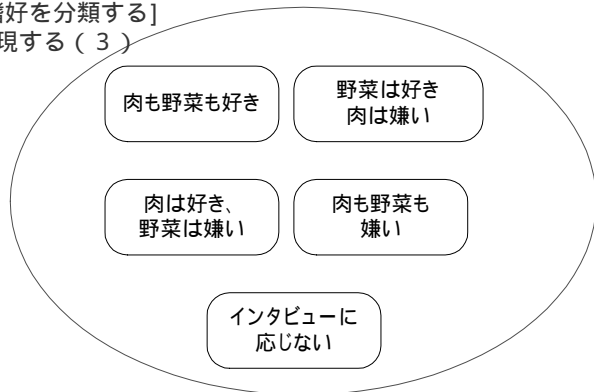 嗜好を分類する]
現する(3)
肉も野菜も好き
野菜は好き
肉は嫌い
肉は好き、
野菜は嫌い
肉も野菜も
嫌い
インタビューに
応じない